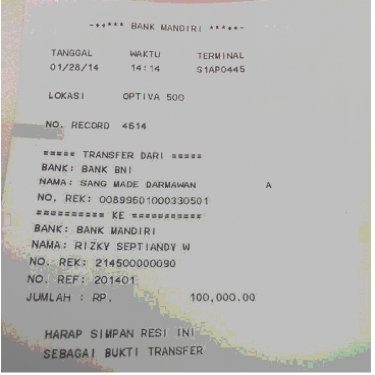 -***** BANK MANDIRI *****-
TANGGAL WAKTU TERMINAL
01/28/14 14:14 S1AP0445
LOKASI OPTIVA 500
NO. RECORD 4614
===== TRANSFER DARI =====
BANK: BANK BNI
NAMA: SANG MADE DARMAWAN A
NO. REK: 00899501000330501
========== KE ==========
BANK: BANK MANDIRI
NAMA: RIZKY SEPTIANDY W
NO. REK: 214500000090
NO. REF: 201401
JUMLAH : RP. 100,000.00
HARAP SIMPAN RESI INI
SEBAGAI BUKTI TRANSFER